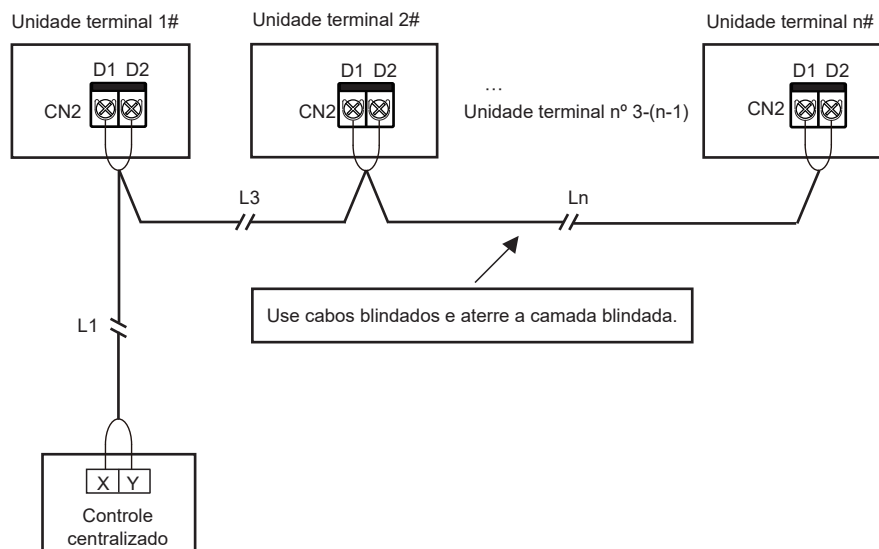 Unidade terminal 1#
Unidade terminal 2#
Unidade terminal n#
D1 D2
CN2
D1 D2
CN2
...
Unidade terminal nº 3-(n-1)
D1 D2
CN2
L3
Ln
Use cabos blindados e aterre a camada blindada.
L1
X Y
Controle
centralizado